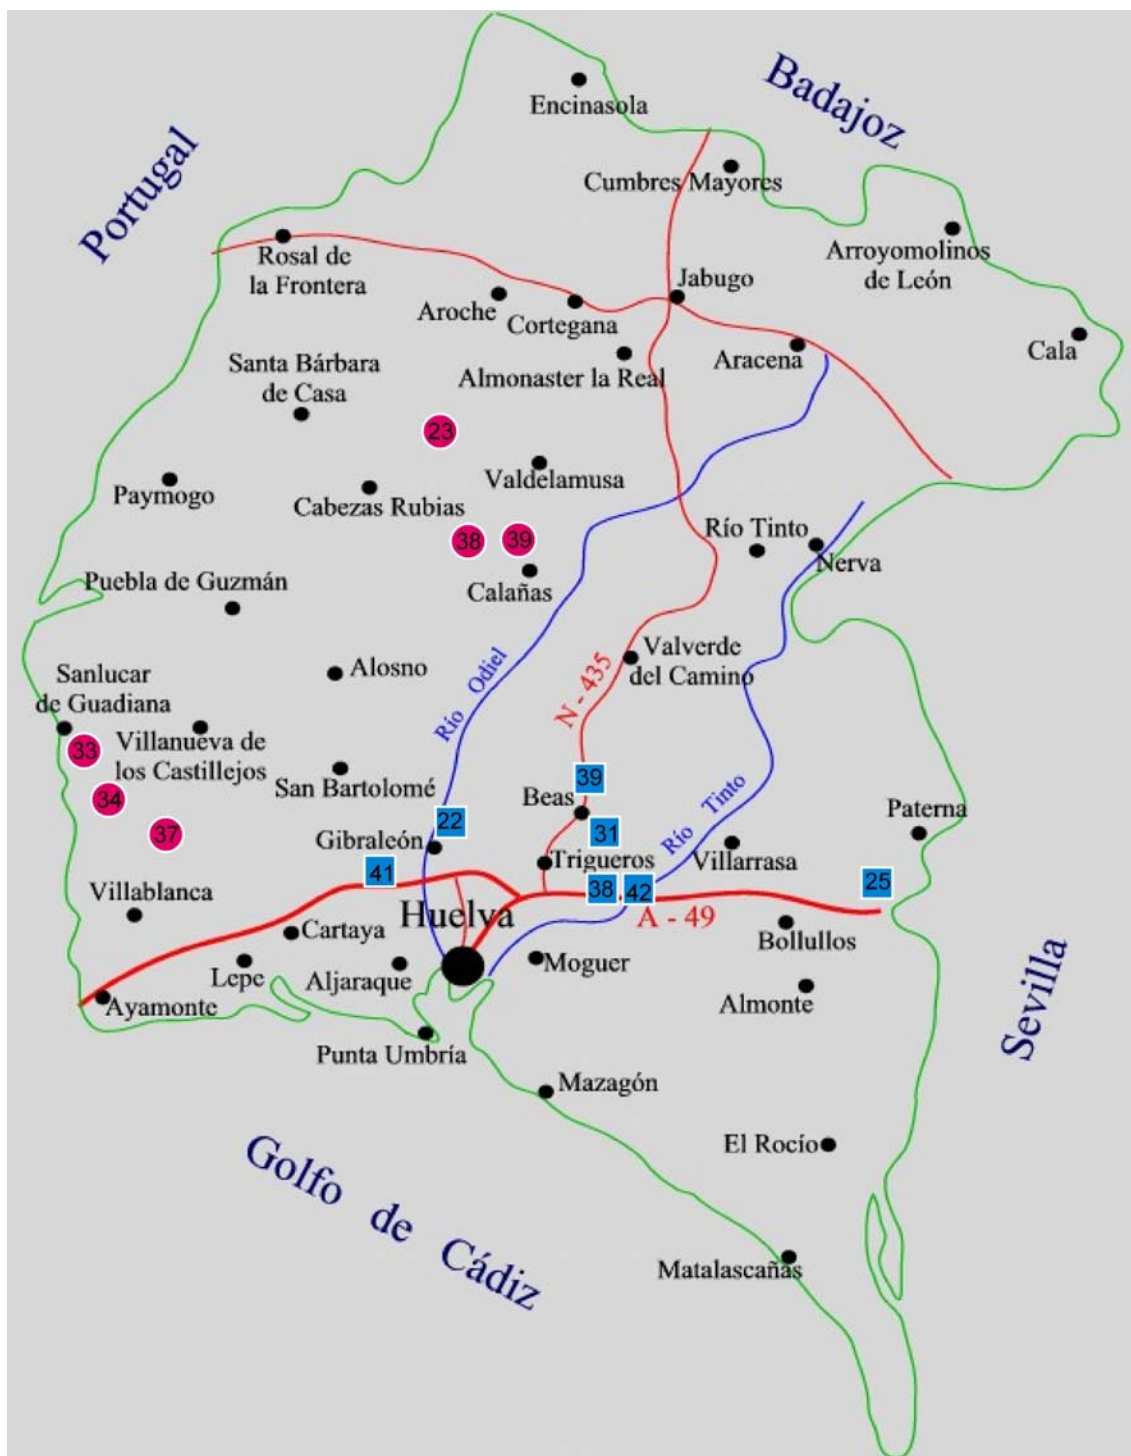 Badajoz
Encinasola
Portugal
Cumbres Mayores
Arroyomolinos
de León
Rosal de
la Frontera
Jabugo
Aroche
Cortegana
Cala
Aracena
Santa Bárbara
de Casa
Almonaster la Real
23
Valdelamusa
Paymogo
Cabezas Rubias
Río Tinto
38
39
Nerva
Puebla de Guzmán
Calañas
Valverde
del Camino
Alosno
Sanlucar
de Guadiana
Río Odiel
N - 435
33
Villanueva de
los Castillejos
San Bartolomé
39
34
Beas
Río Tinto
Paterna
22
31
37
Gibraleón
Trigueros
Villarrasa
41
38
42
25
Villablanca
Huelva
A - 49
Cartaya
Bollullos
Lepe
Aljaraque
Moguer
Ayamonte
Almonte
Sevilla
Punta Umbría
Mazagón
El Rocío
Golfo de Cádiz
Matalascañas